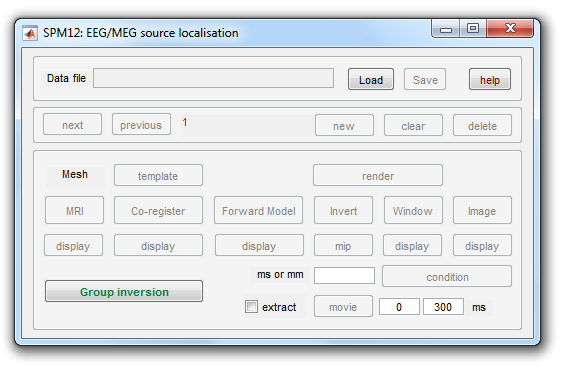 SPM12: EEG/MEG source localisation
Data file Load Save help
next previous 1 new clear delete
Mesh template render
MRI Co-register Forward Model Invert Window Image
display display display mip display display
ms or mm condition
Group inversion
extract movie 0 300 ms